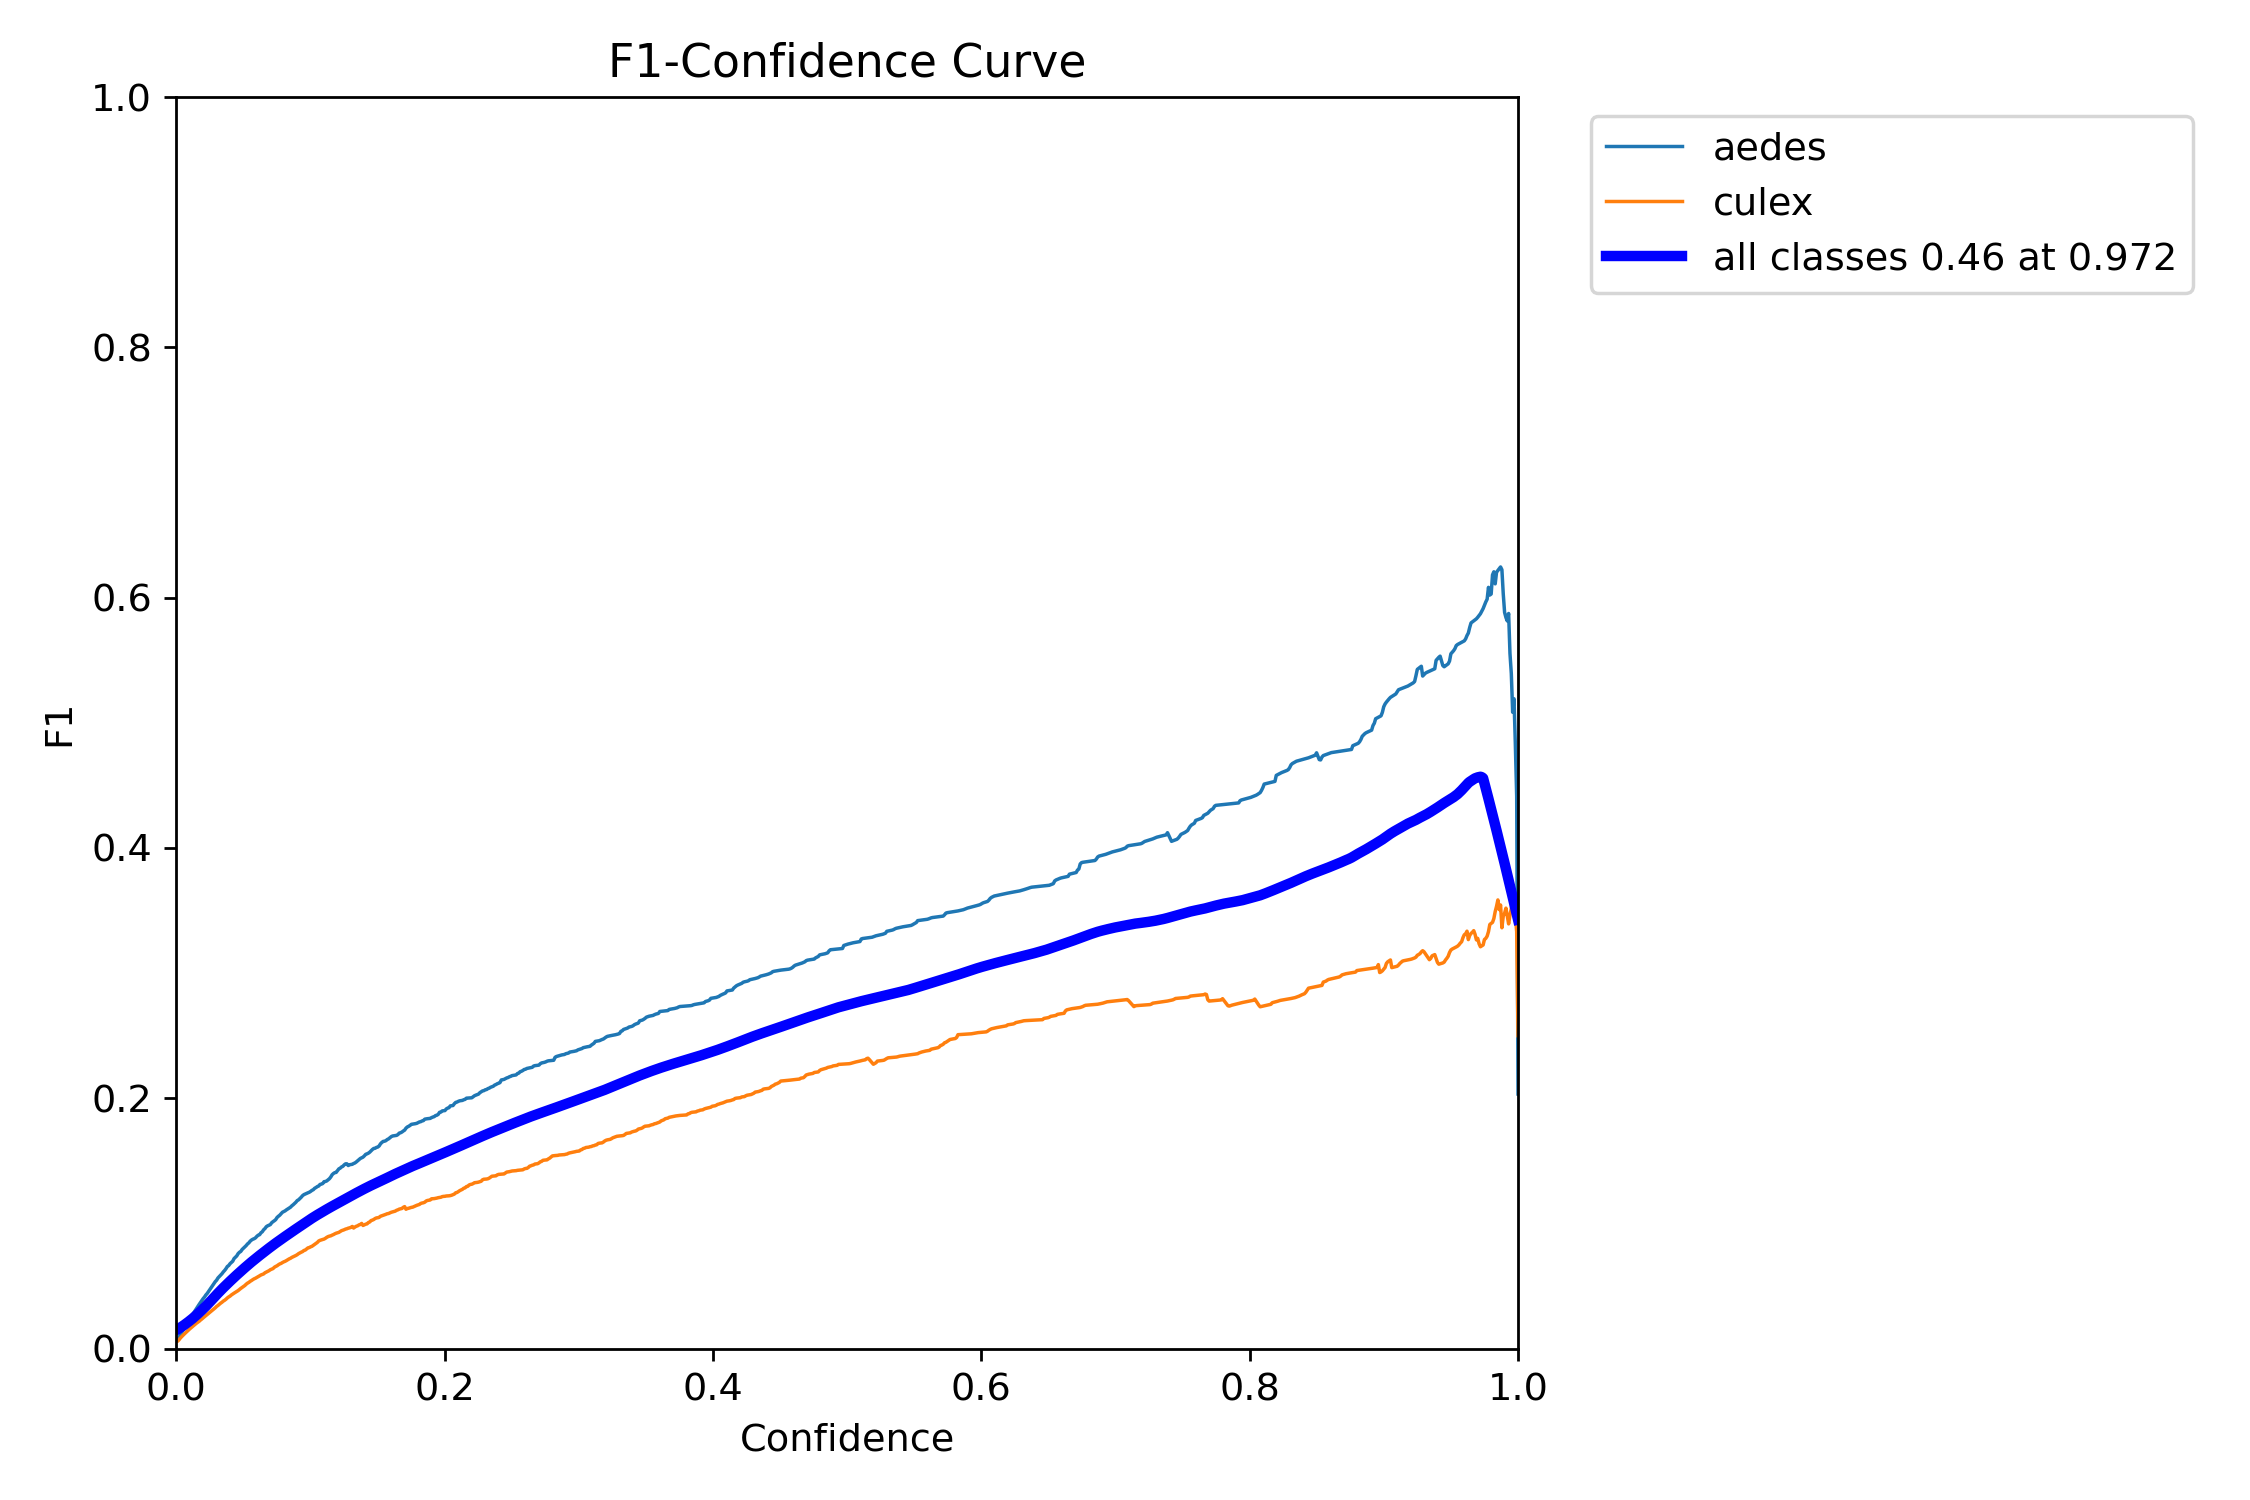 F1-Confidence Curve
1.0
0.8
0.6
0.4
0.2
0.0
F1
0.0 0.2 0.4 0.6 0.8 1.0
Confidence
aedes
culex
all classes 0.46 at 0.972